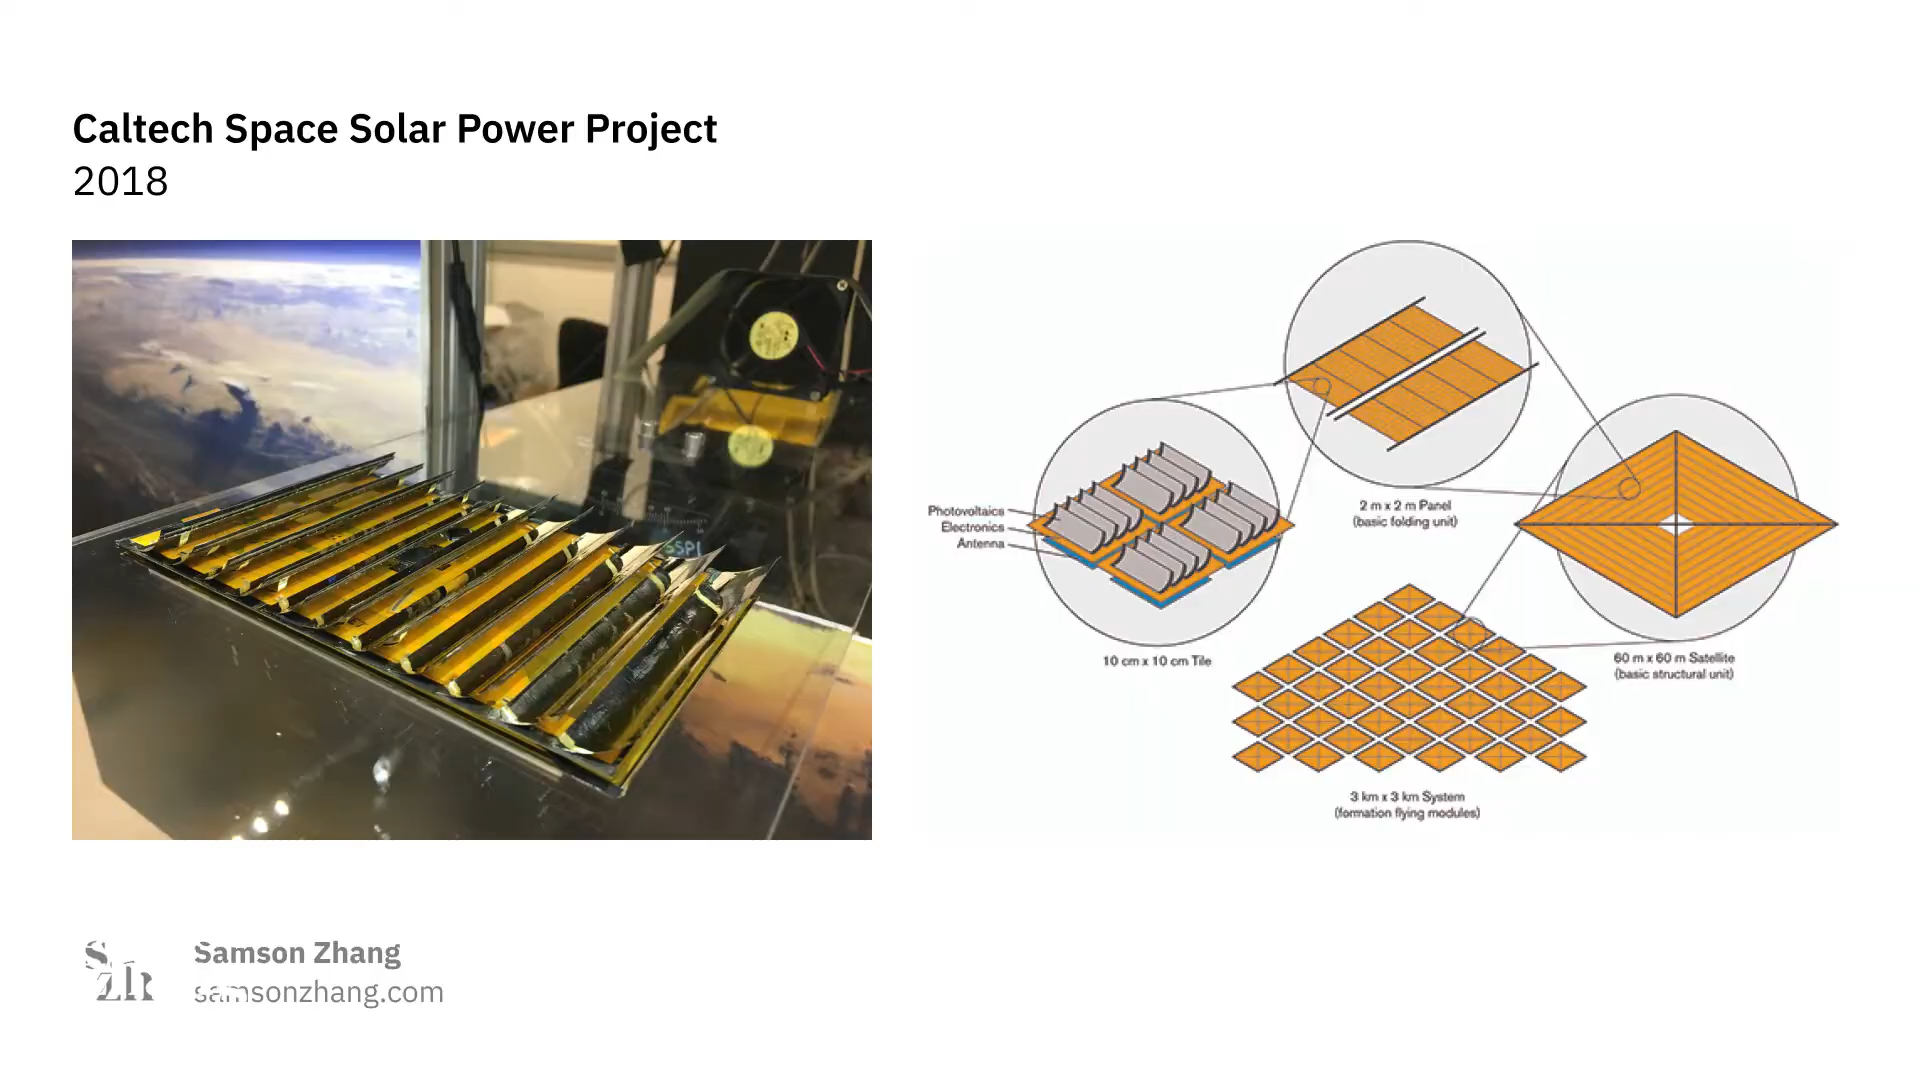 Caltech Space Solar Power Project
2018
SSPI
Photovoltaics
Electronics
Antenna
10 cm x 10 cm Tile
2 m x 2 m Panel
(basic folding unit)
60 m x 60 m Satellite
(basic structural unit)
3 km x 3 km System
(formation flying modules)
Samson Zhang
samsonzhang.com